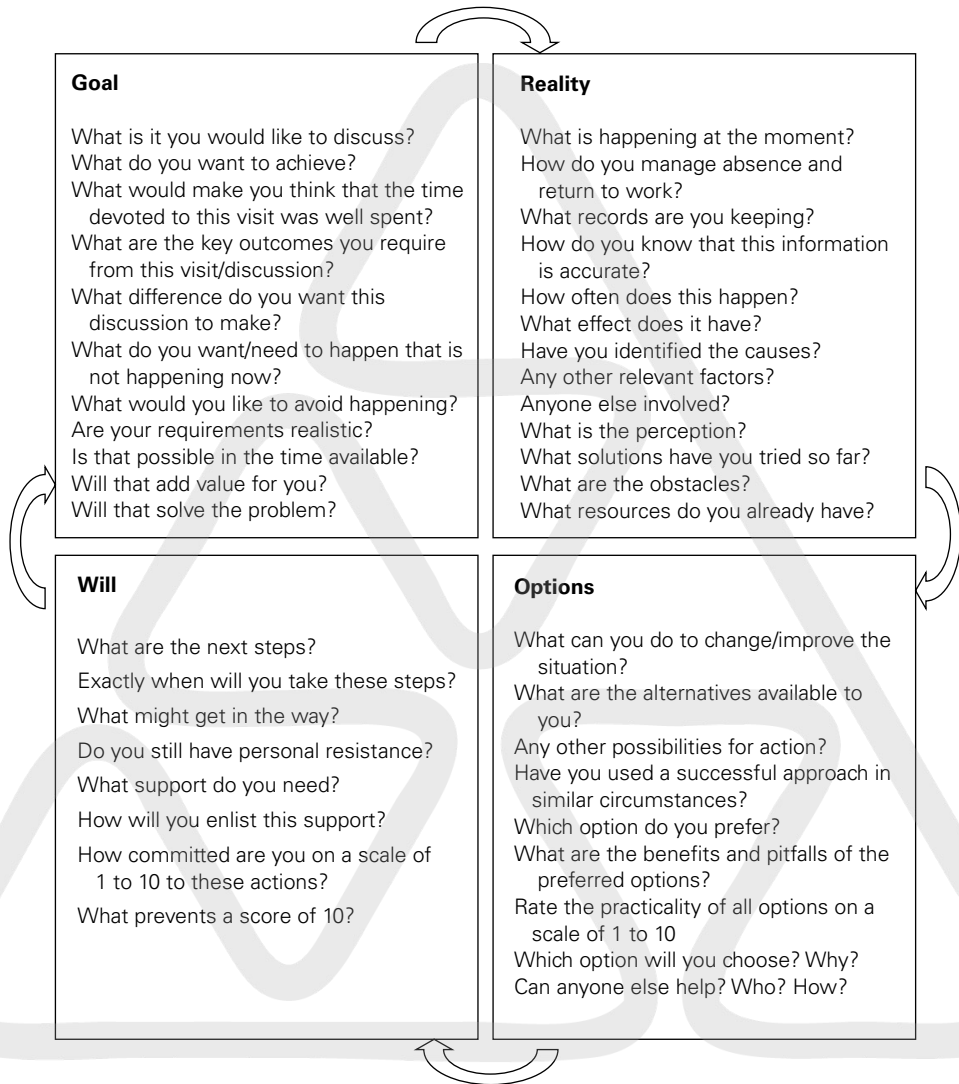 Goal
What is it you would like to discuss?
What do you want to achieve?
What would make you think that the time
devoted to this visit was well spent?
What are the key outcomes you require
from this visit/discussion?
What difference do you want this
discussion to make?
What do you want/need to happen that is
not happening now?
What would you like to avoid happening?
Are your requirements realistic?
Is that possible in the time available?
Will that add value for you?
Will that solve the problem?
Reality
What is happening at the moment?
How do you manage absence and
return to work?
What records are you keeping?
How do you know that this information
is accurate?
How often does this happen?
What effect does it have?
Have you identified the causes?
Any other relevant factors?
Anyone else involved?
What is the perception?
What solutions have you tried so far?
What are the obstacles?
What resources do you already have?
Will
What are the next steps?
Exactly when will you take these steps?
What might get in the way?
Do you still have personal resistance?
What support do you need?
How will you enlist this support?
How committed are you on a scale of
1 to 10 to these actions?
What prevents a score of 10?
Options
What can you do to change/improve the
situation?
What are the alternatives available to
you?
Any other possibilities for action?
Have you used a successful approach in
similar circumstances?
Which option do you prefer?
What are the benefits and pitfalls of the
preferred options?
Rate the practicality of all options on a
scale of 1 to 10
Which option will you choose? Why?
Can anyone else help? Who? How?